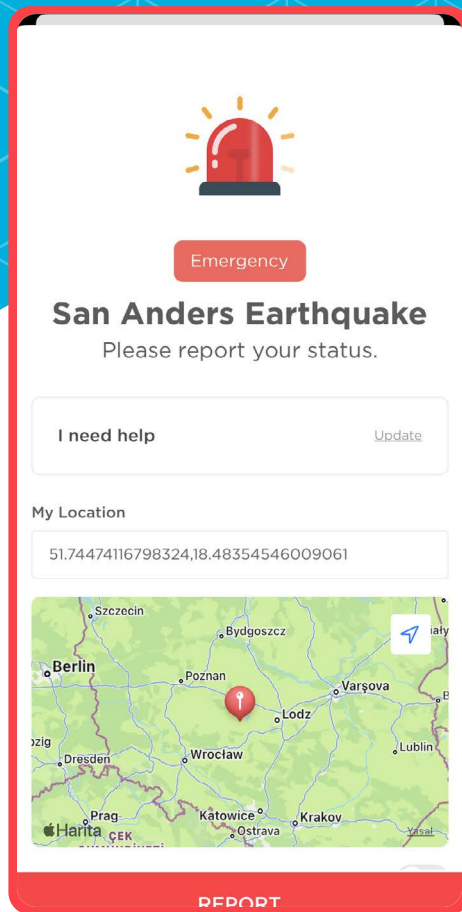 Emergency
San Anders Earthquake
Please report your status.
I need help
Update
My Location
51.74474116798324,18.48354546009061
Szczecin
Bydgoszcz
Berlin
Poznan
Varşova
Lodz
Wrocław
Dresden
Lublin
Prag
Katowice
Krakov
Harita
ÇEK
Ostrava
Yasal
REPORT